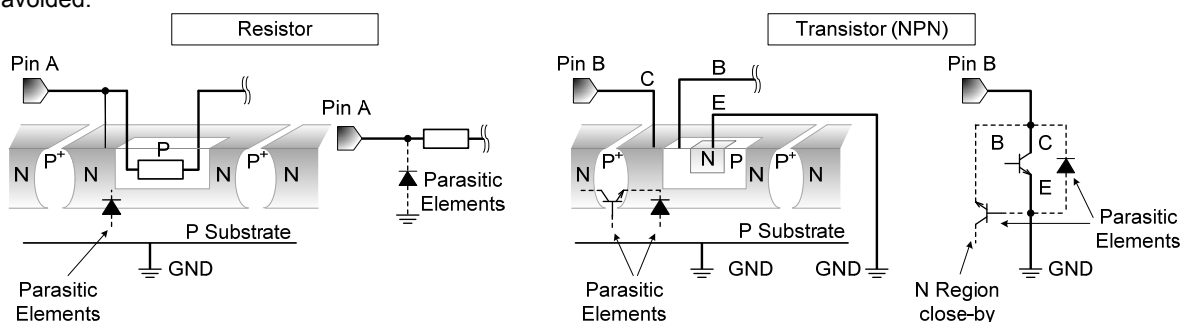 avoided.
Resistor
Transistor (NPN)
Pin A
Pin A
N
P+
N
P
N
P+
N
Parasitic
Elements
P Substrate
GND
Parasitic
Elements
Pin B
C
B
E
N
P+
N
N
P
N
P+
N
P Substrate
GND
GND
Parasitic
Elements
Pin B
B
C
E
Parasitic
Elements
GND
N Region
close-by